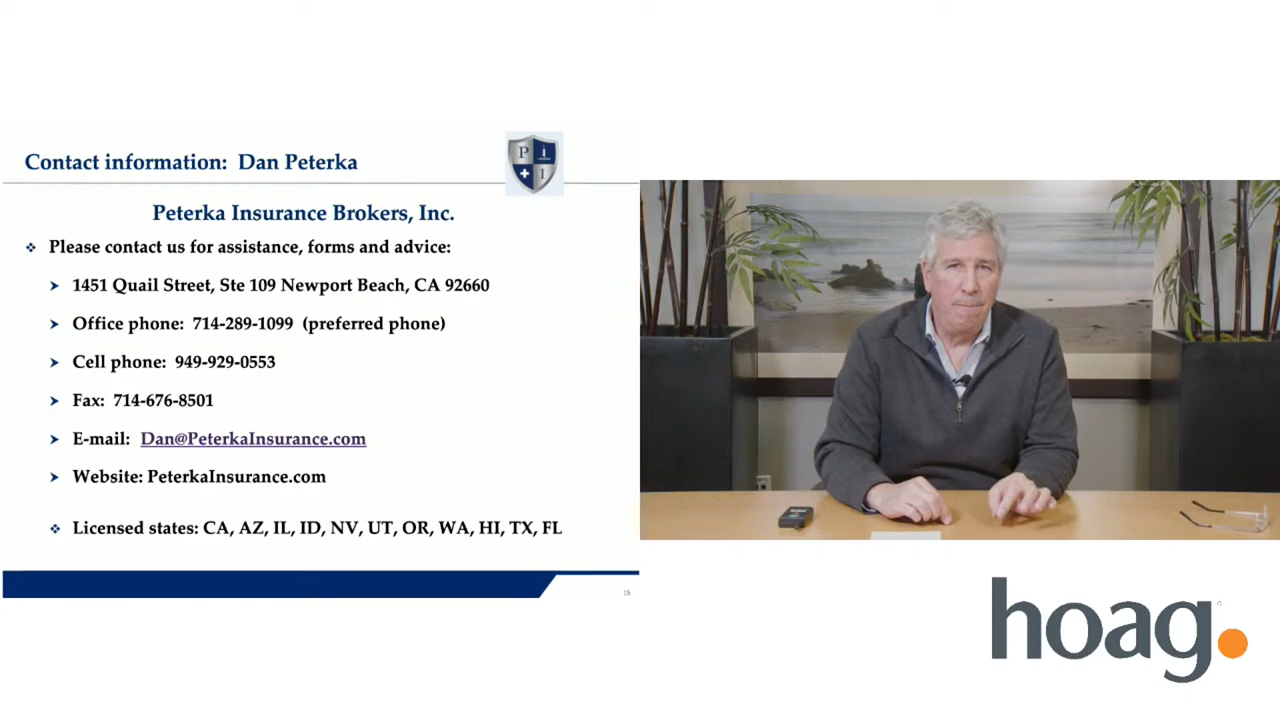 Contact information: Dan Peterka
P
I
Peterka Insurance Brokers, Inc.
Please contact us for assistance, forms and advice:
1451 Quail Street, Ste 109 Newport Beach, CA 92660
Office phone: 714-289-1099 (preferred phone)
Cell phone: 949-929-0553
Fax: 714-676-8501
E-mail: Dan@PeterkaInsurance.com
Website: PeterkaInsurance.com
Licensed states: CA, AZ, IL, ID, NV, UT, OR, WA, HI, TX, FL
15
hoag.